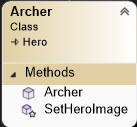 Archer
Class
Hero
Methods
Archer
SetHeroImage